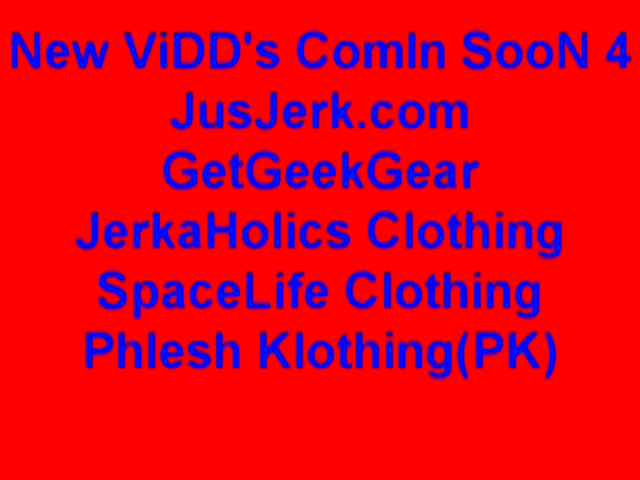 New ViDD's ComIn SooN 4
JusJerk.com
GetGeekGear
JerkaHolics Clothing
SpaceLife Clothing
Phlesh Klothing(PK)